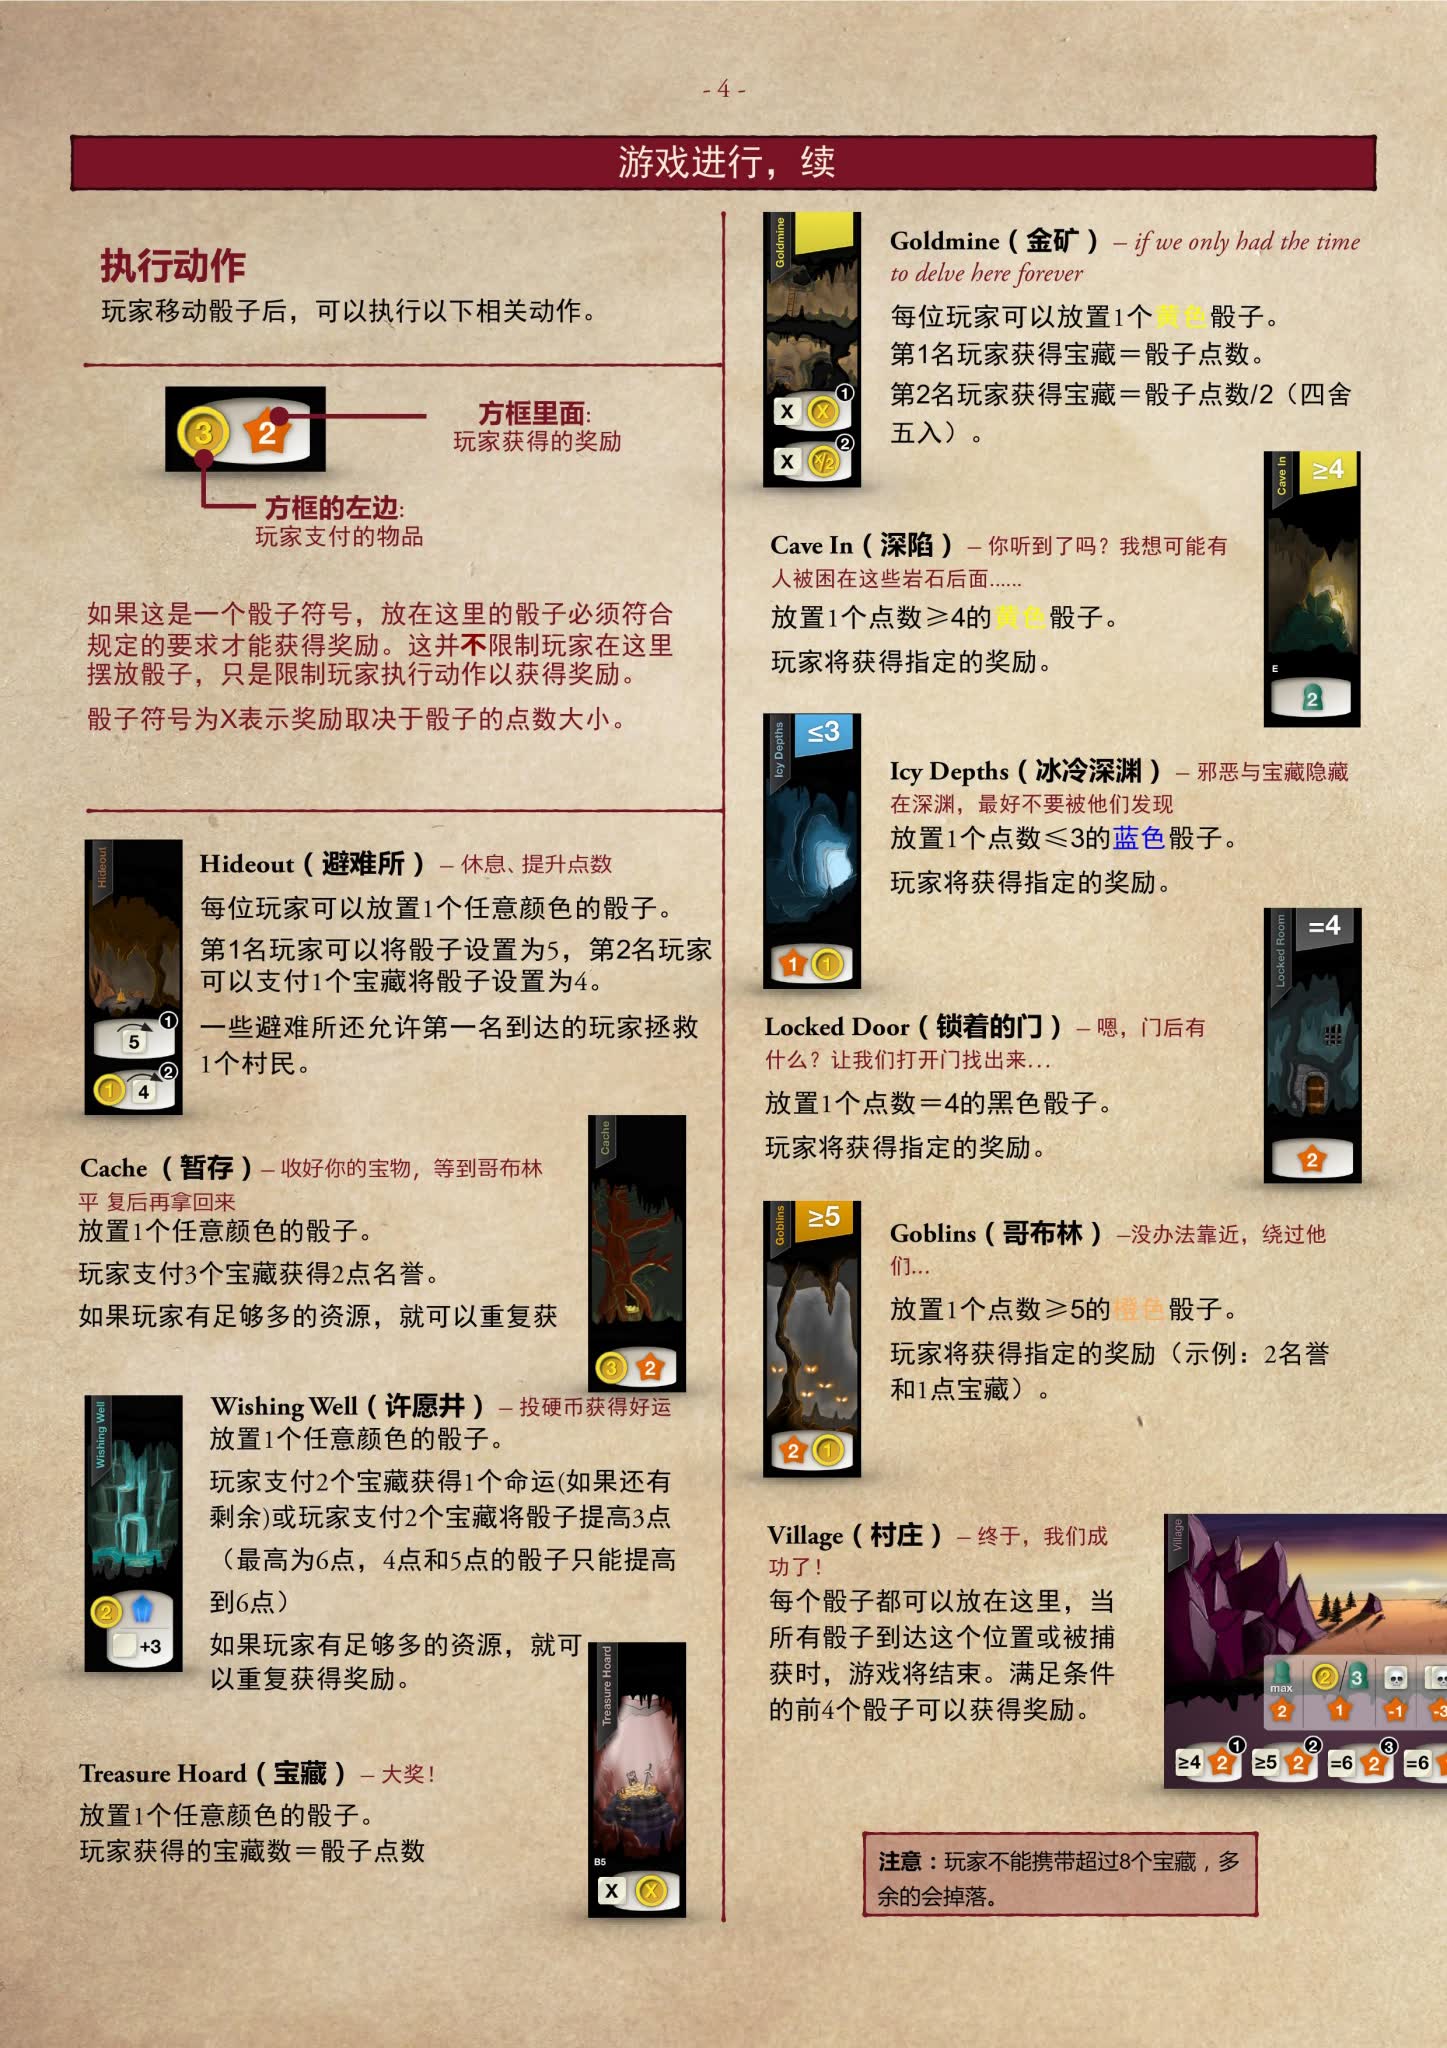 - 4 -
游戏进行，续
执行动作
玩家移动骰子后，可以执行以下相关动作。
3 2
方框里面:
玩家获得的奖励
方框的左边:
玩家支付的物品
如果这是一个骰子符号，放在这里的骰子必须符合
规定的要求才能获得奖励。这并不限制玩家在这里
摆放骰子，只是限制玩家执行动作以获得奖励。
骰子符号为X表示奖励取决于骰子的点数大小。
Hideout
Hideout（避难所） – 休息、提升点数
每位玩家可以放置1个任意颜色的骰子。
第1名玩家可以将骰子设置为5，第2名玩家
可以支付1个宝藏将骰子设置为4。
一些避难所还允许第一名到达的玩家拯救
1个村民。
1
5
2
1 4
Cache
Cache （暂存）– 收好你的宝物，等到哥布林
平 复后再拿回来
放置1个任意颜色的骰子。
玩家支付3个宝藏获得2点名誉。
如果玩家有足够多的资源，就可以重复获
3 2
Wishing Well
Wishing Well（许愿井） – 投硬币获得好运
放置1个任意颜色的骰子。
玩家支付2个宝藏获得1个命运(如果还有
剩余)或玩家支付2个宝藏将骰子提高3点
（最高为6点，4点和5点的骰子只能提高
到6点）
如果玩家有足够多的资源，就可
以重复获得奖励。
2
+3
Treasure Hoard
Treasure Hoard（宝藏） – 大奖！
放置1个任意颜色的骰子。
玩家获得的宝藏数＝骰子点数
B5
X X
Goldmine
Goldmine（金矿） – if we only had the time
to delve here forever
每位玩家可以放置1个黄色骰子。
第1名玩家获得宝藏＝骰子点数。
第2名玩家获得宝藏＝骰子点数/2（四舍
五入）。
1
X X
2
X X/2
Cave In
≥4
Cave In（深陷） – 你听到了吗？我想可能有
人被困在这些岩石后面......
放置1个点数≥4的黄色骰子。
玩家将获得指定的奖励。
E
2
Icy Depths
≤3
Icy Depths（冰冷深渊） – 邪恶与宝藏隐藏
在深渊，最好不要被他们发现
放置1个点数≤3的蓝色骰子。
玩家将获得指定的奖励。
1 1
Locked Room
=4
Locked Door（锁着的门） – 嗯，门后有
什么？让我们打开门找出来…
放置1个点数＝4的黑色骰子。
玩家将获得指定的奖励。
2
Goblins
≥5
Goblins（哥布林） –没办法靠近，绕过他
们...
放置1个点数≥5的橙色骰子。
玩家将获得指定的奖励（示例：2名誉
和1点宝藏）。
2 1
Village
Village（村庄） – 终于，我们成
功了！
每个骰子都可以放在这里，当
所有骰子到达这个位置或被捕
获时，游戏将结束。满足条件
的前4个骰子可以获得奖励。
max 2/3
2 1 -1 -3
1 2 3
≥4 2 ≥5 2 =6 2 =6
注意：玩家不能携带超过8个宝藏，多
余的会掉落。